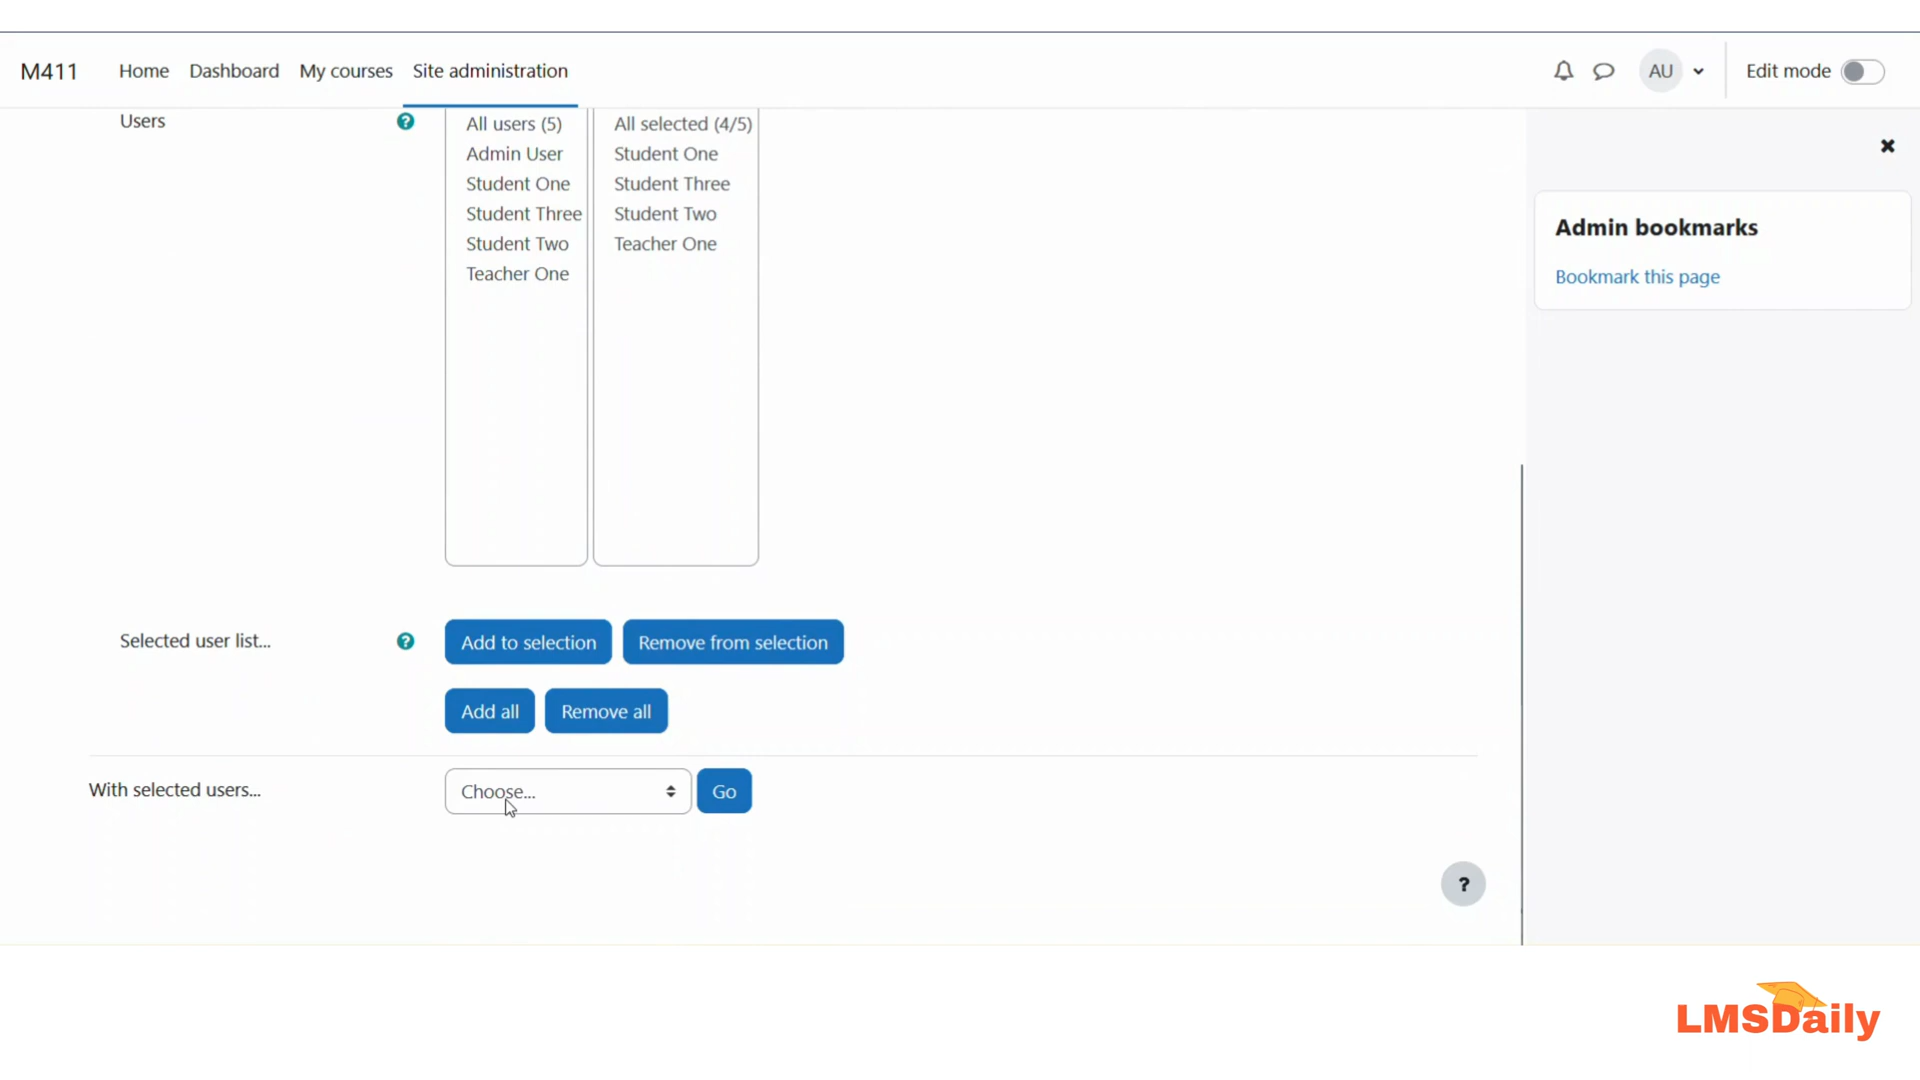 M411 Home Dashboard My courses Site administration AU Edit mode
Users ? All users (5) All selected (4/5)
Admin User Student One
Student One Student Three
Student Three Student Two
Student Two Teacher One
Teacher One
Admin bookmarks
Bookmark this page
Selected user list... ? Add to selection Remove from selection
Add all Remove all
With selected users... Choose... Go
?
LMSDaily